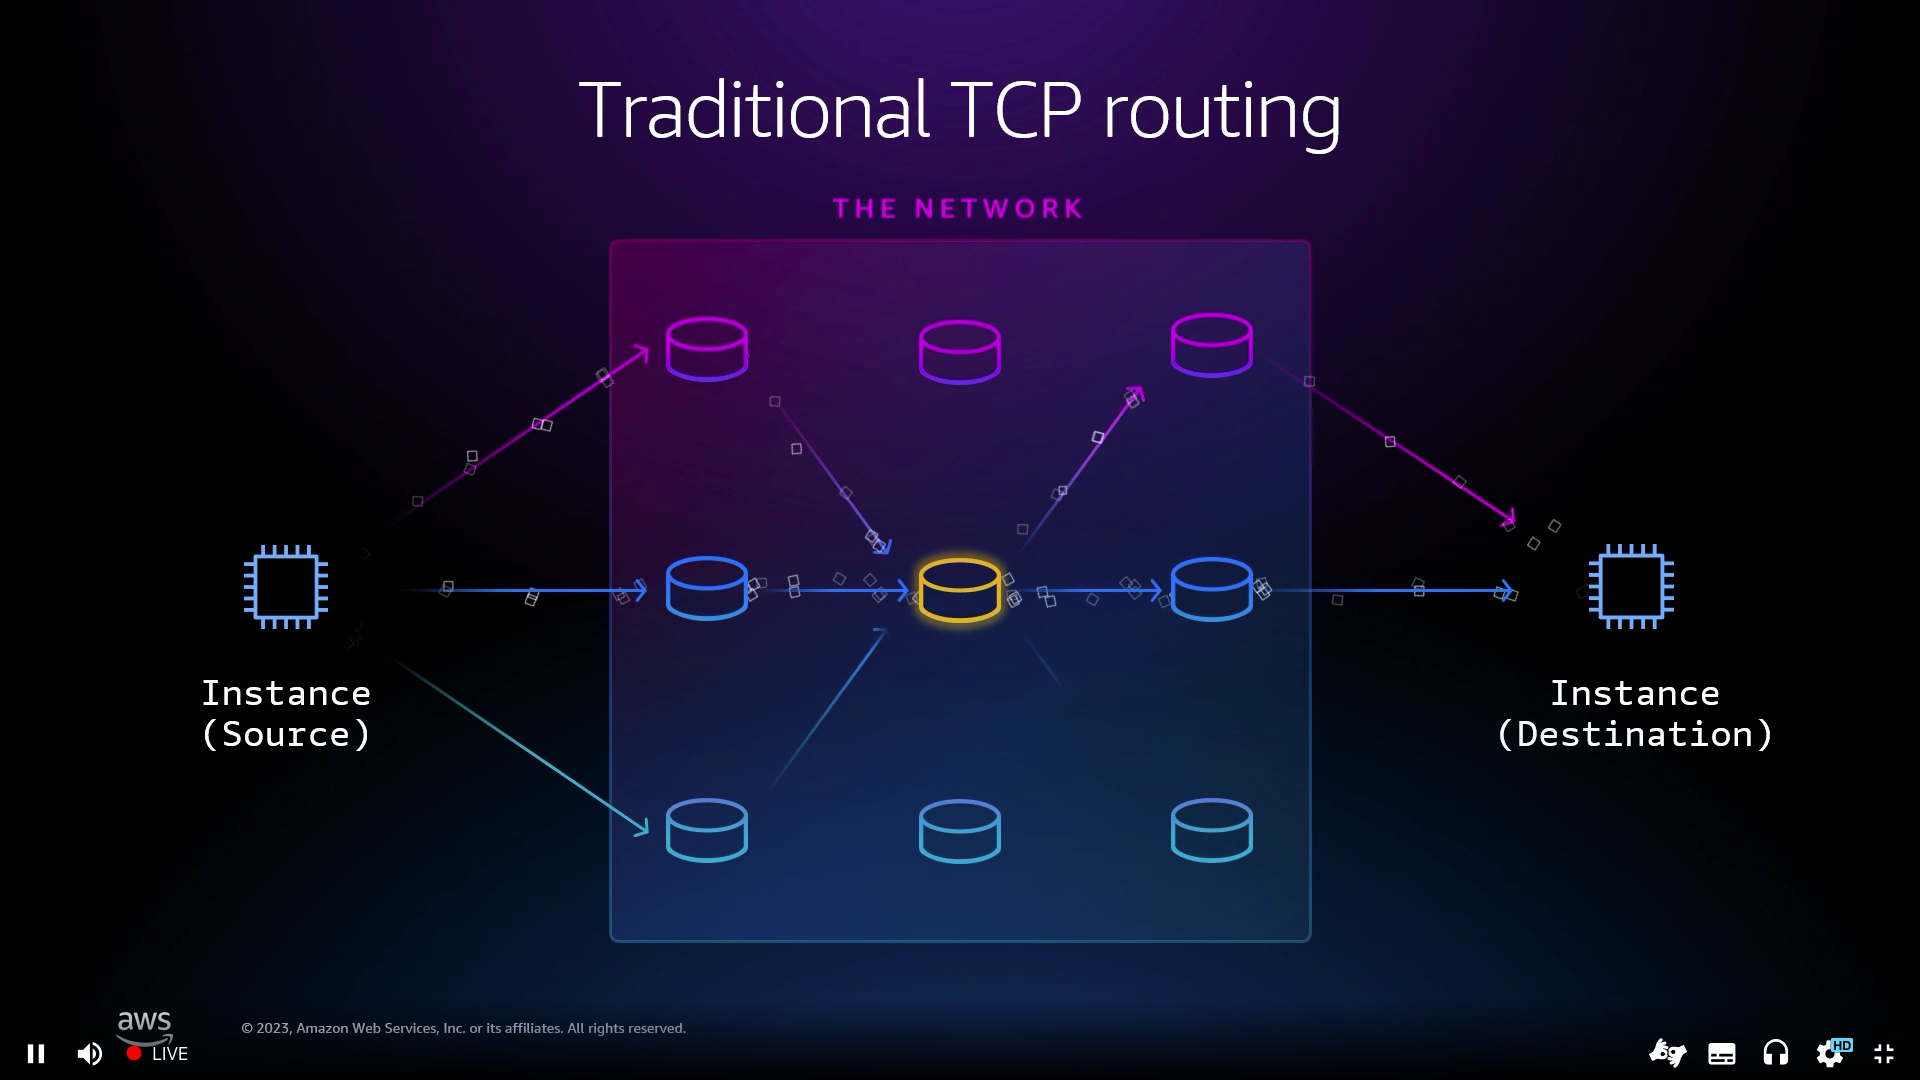 Traditional TCP routing
THE NETWORK
Instance
(Source)
Instance
(Destination)
aws
© 2023, Amazon Web Services, Inc. or its affiliates. All rights reserved.
LIVE
HD